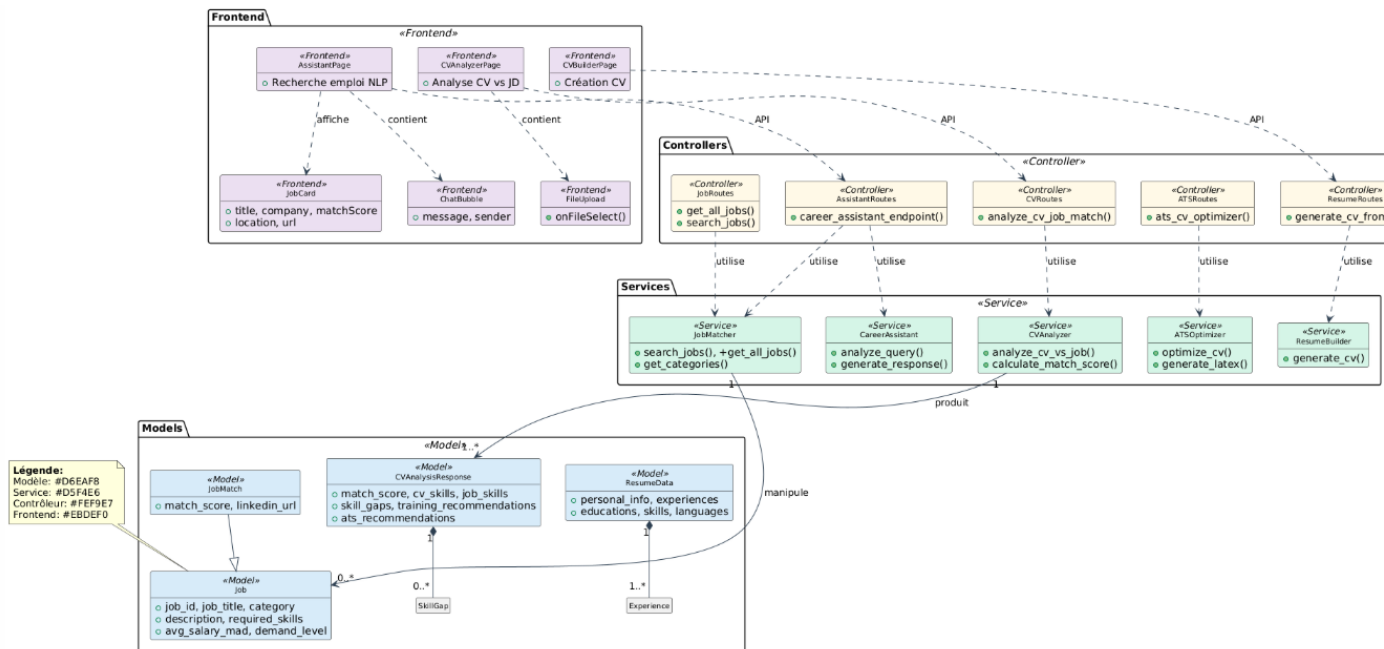 Frontend
«Frontend»
«Frontend»
AssistantPage
Recherche emploi NLP
«Frontend»
CVAnalyzerPage
Analyse CV vs JD
«Frontend»
CVBuilderPage
Création CV
affiche
contient
contient
API
API
API
«Frontend»
JobCard
title, company, matchScore
location, url
«Frontend»
ChatBubble
message, sender
«Frontend»
FileUpload
onFileSelect()
Controllers
«Controller»
«Controller»
JobRoutes
get_all_jobs()
search_jobs()
«Controller»
AssistantRoutes
career_assistant_endpoint()
«Controller»
CVRoutes
analyze_cv_job_match()
«Controller»
ATSRoutes
ats_cv_optimizer()
«Controller»
ResumeRoutes
generate_cv_fron
utilise
utilise
utilise
utilise
utilise
utilise
Services
«Service»
«Service»
JobMatcher
search_jobs(), +get_all_jobs()
get_categories()
«Service»
CareerAssistant
analyze_query()
generate_response()
«Service»
CVAnalyzer
analyze_cv_vs_job()
calculate_match_score()
«Service»
ATSOptimizer
optimize_cv()
generate_latex()
«Service»
ResumeBuilder
generate_cv()
1
1
produit
manipule
Models
«Model»
1..*
«Model»
JobMatch
match_score, linkedin_url
«Model»
CVAnalysisResponse
match_score, cv_skills, job_skills
skill_gaps, training_recommendations
ats_recommendations
«Model»
ResumeData
personal_info, experiences
educations, skills, languages
Légende:
Modèle: #D6EAF8
Service: #D5F4E6
Contrôleur: #FEF9E7
Frontend: #EBDEF0
1
1
0..*
0..*
1..*
«Model»
Job
job_id, job_title, category
description, required_skills
avg_salary_mad, demand_level
SkillGap
Experience